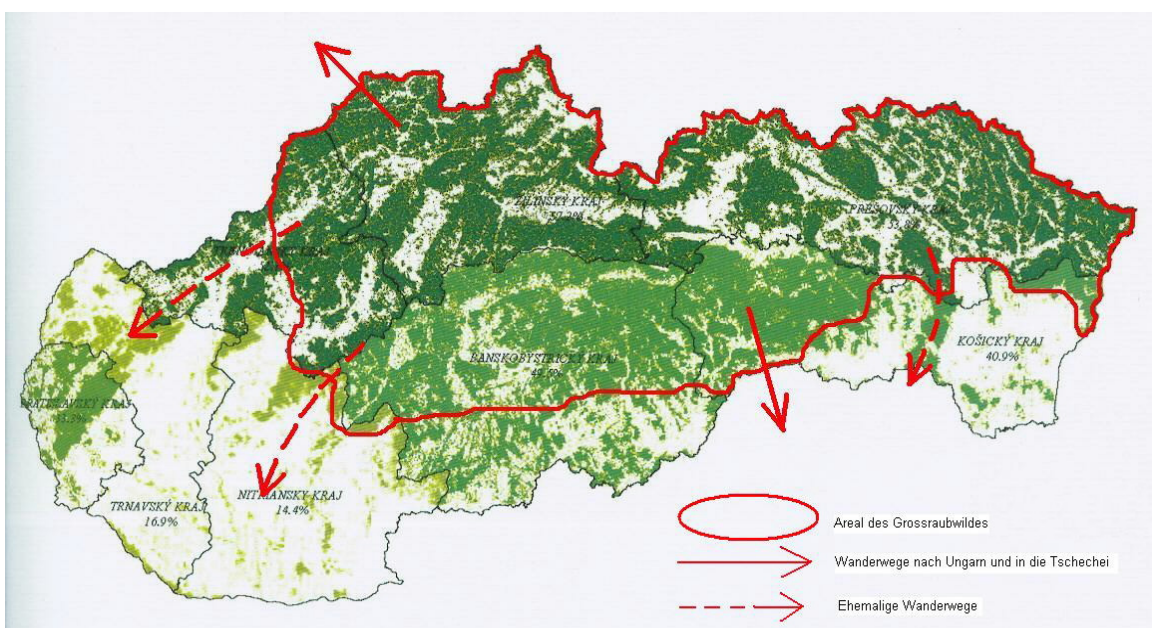 ŽILINSKÝ KRAJ
PREŠOVSKÝ KRAJ
BANSKOBYSTRICKÝ KRAJ
KOŠICKÝ KRAJ
40.9%
BRATISLAVSKÝ KRAJ
NITRIANSKY KRAJ
14.4%
TRNAVSKÝ KRAJ
16.9%
Areal des Grossraubwildes
Wanderwege nach Ungarn und in die Tschechei
Ehemalige Wanderwege